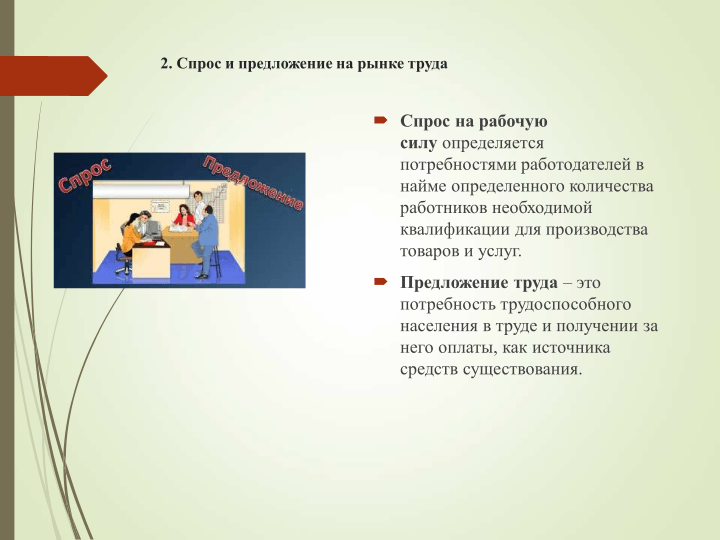 2. Спрос и предложение на рынке труда
Спрос
Предложение
Спрос на рабочую
силу определяется
потребностями работодателей в
найме определенного количества
работников необходимой
квалификации для производства
товаров и услуг.
Предложение труда – это
потребность трудоспособного
населения в труде и получении за
него оплаты, как источника
средств существования.